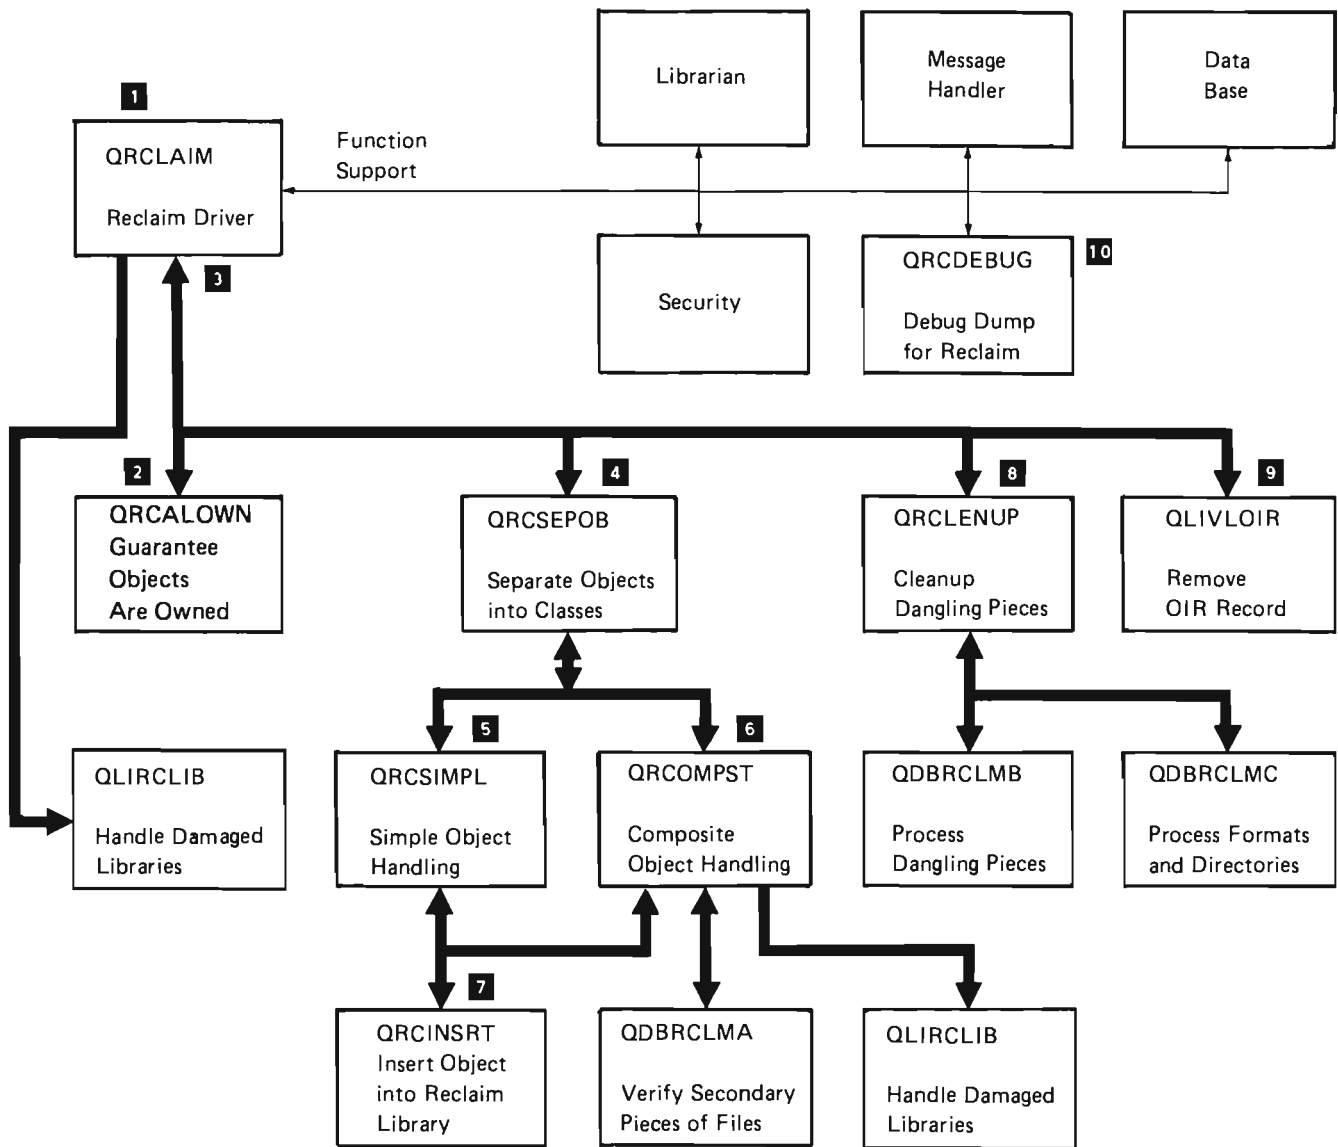 1
QRCLAIM
Reclaim Driver
Function
Support
Librarian
Message
Handler
Data
Base
Security
QRCDEBUG
Debug Dump
for Reclaim
10
3
2
QRCALOWN
Guarantee
Objects
Are Owned
4
QRCSEPOB
Separate Objects
into Classes
8
QRCLENUP
Cleanup
Dangling Pieces
9
QLIVLOIR
Remove
OIR Record
QLIRCLIB
Handle Damaged
Libraries
5
QRCSIMPL
Simple Object
Handling
6
QRCOMPST
Composite
Object Handling
QDBRCLMB
Process
Dangling Pieces
QDBRCLMC
Process Formats
and Directories
7
QRCINSRT
Insert Object
into Reclaim
Library
QDBRCLMA
Verify Secondary
Pieces of Files
QLIRCLIB
Handle Damaged
Libraries